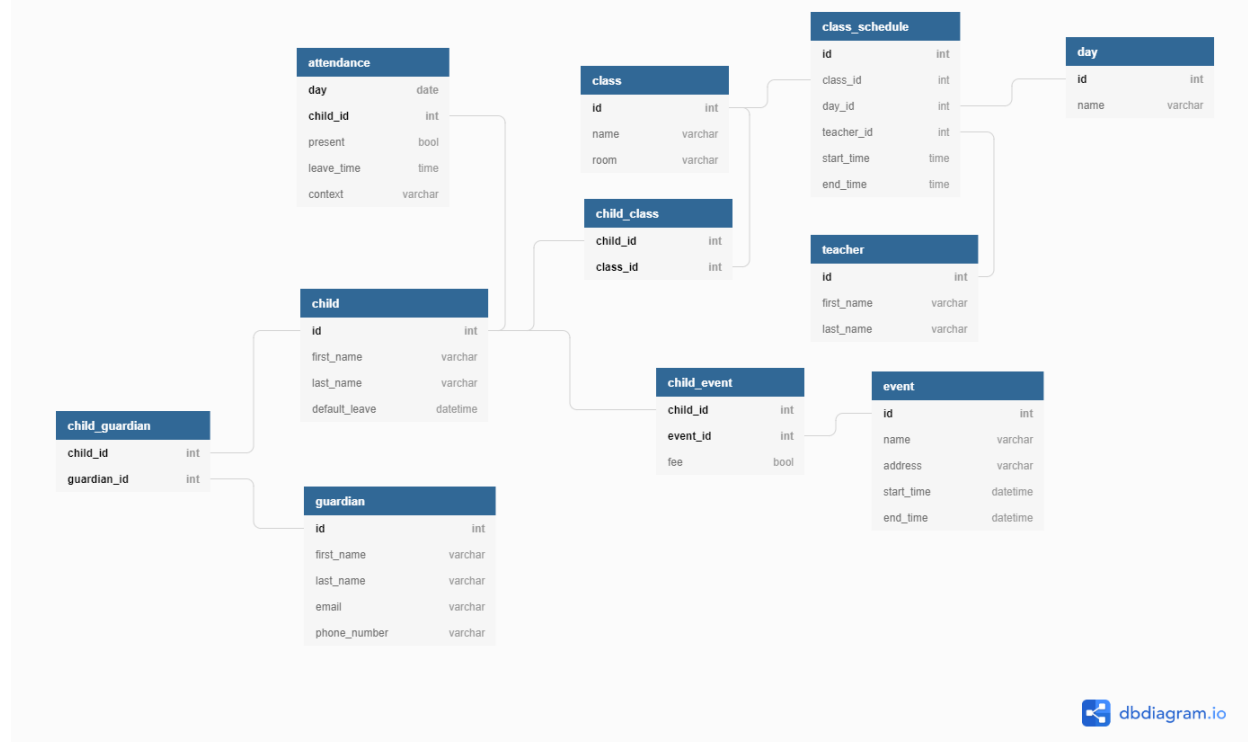 attendance
day date
child_id int
present bool
leave_time time
context varchar
class
id int
name varchar
room varchar
class_schedule
id int
class_id int
day_id int
teacher_id int
start_time time
end_time time
day
id int
name varchar
child_class
child_id int
class_id int
teacher
id int
first_name varchar
last_name varchar
child
id int
first_name varchar
last_name varchar
default_leave datetime
child_event
child_id int
event_id int
fee bool
event
id int
name varchar
address varchar
start_time datetime
end_time datetime
child_guardian
child_id int
guardian_id int
guardian
id int
first_name varchar
last_name varchar
email varchar
phone_number varchar
dbdiagram.io